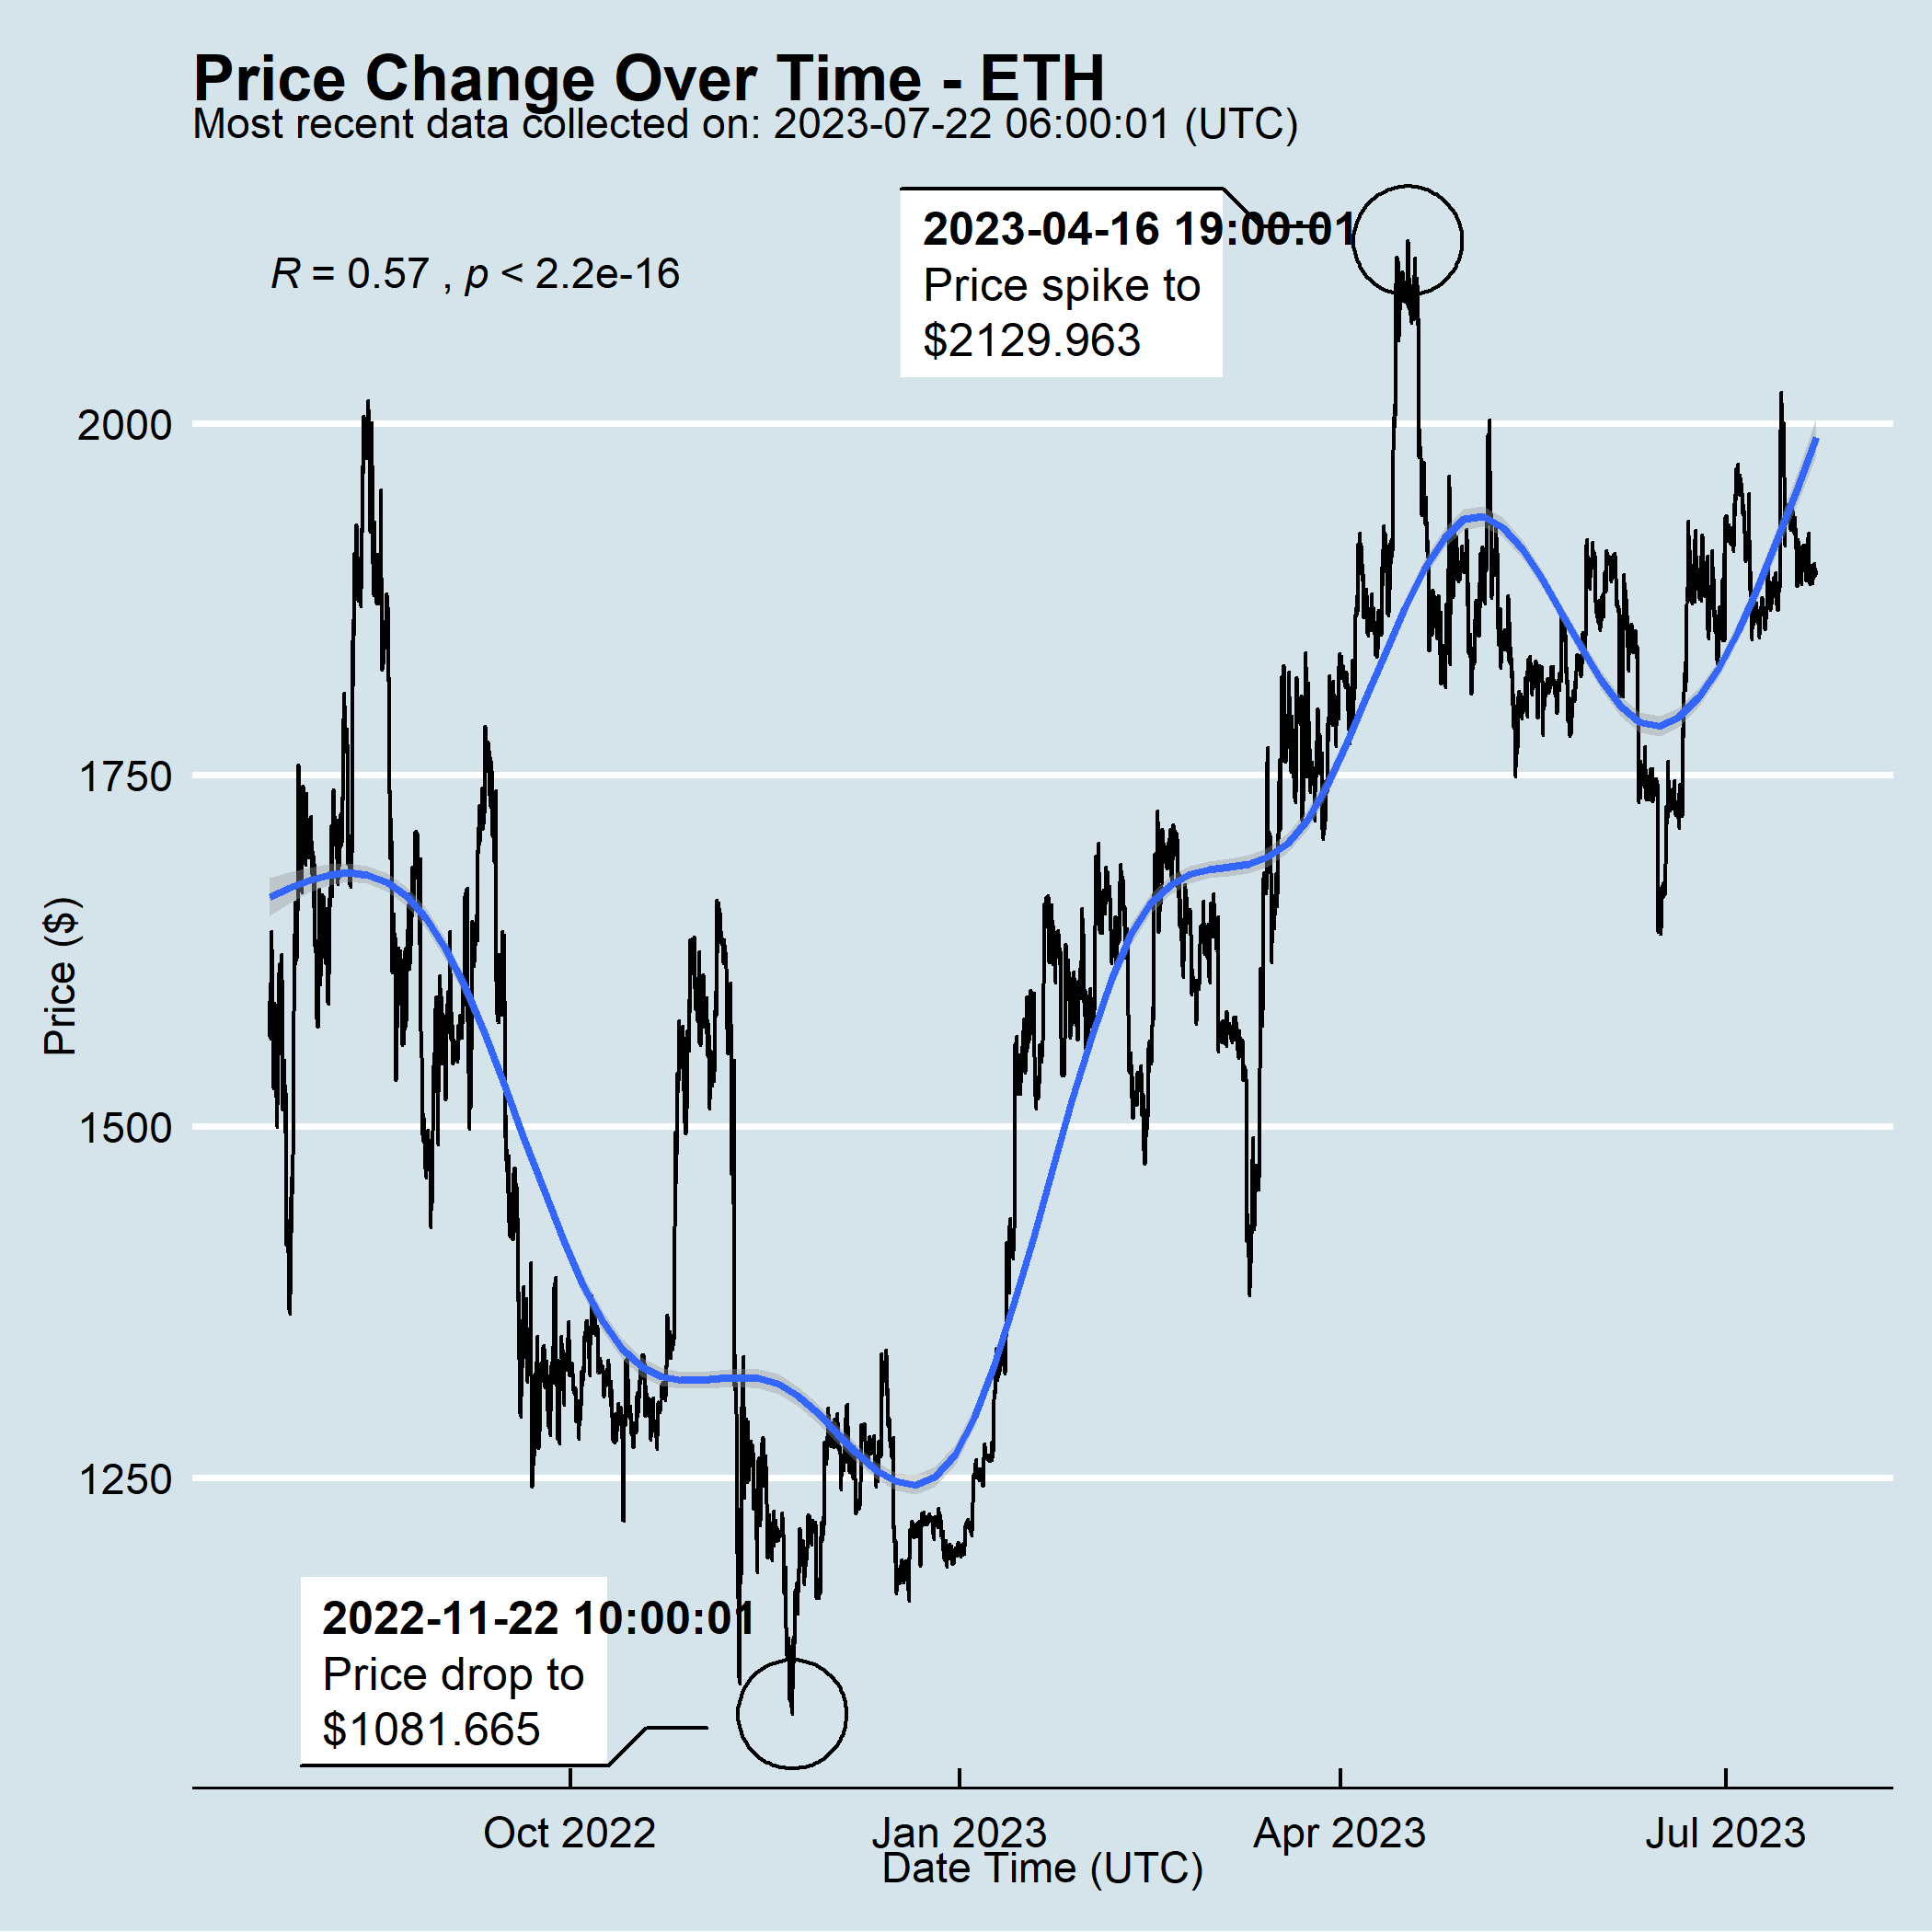 Price Change Over Time - ETH
Most recent data collected on: 2023-07-22 06:00:01 (UTC)
2023-04-16 19:00:01
Price spike to
$2129.963
R = 0.57 , p < 2.2e-16
2000
1750
1500
1250
Price ($)
2022-11-22 10:00:01
Price drop to
$1081.665
Oct 2022
Jan 2023
Apr 2023
Jul 2023
Date Time (UTC)